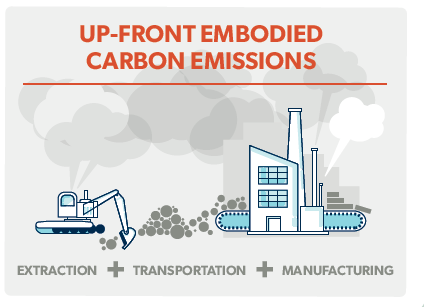 UP-FRONT EMBODIED
CARBON EMISSIONS
EXTRACTION + TRANSPORTATION + MANUFACTURING